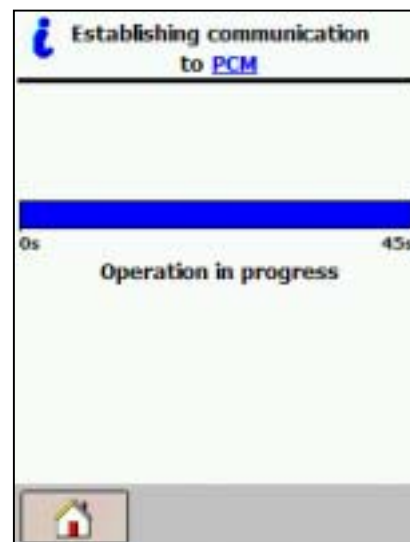 i Establishing communication
to PCM
0s 45s
Operation in progress